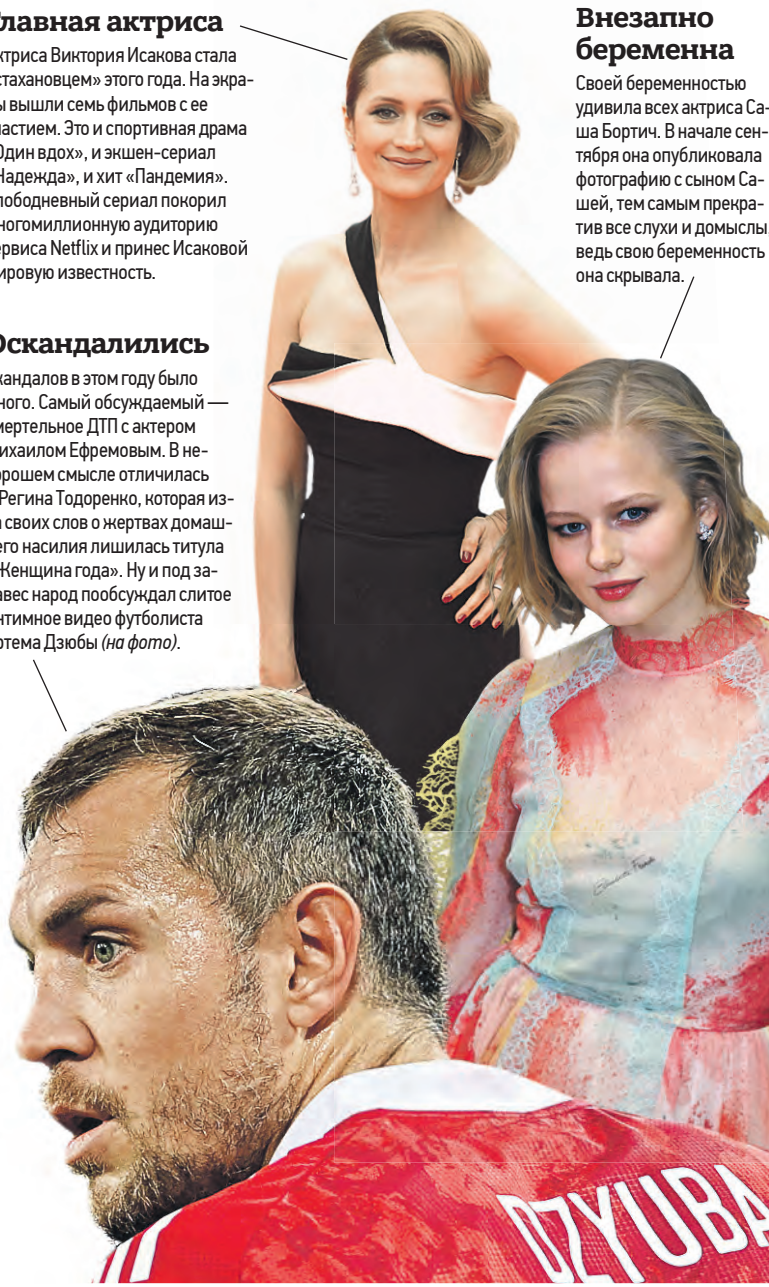 лавная актриса
ктриса Виктория Исакова стала
стахановцем» этого года. На экра-
ы вышли семь фильмов с ее
частием. Это и спортивная драма
Один вдох», и экшен-сериал
Надежда», и хит «Пандемия».
лободневный сериал покорил
ногомиллионную аудиторию
ервиса Netflix и принес Исаковой
ировую известность.
Внезапно
беременна
Своей беременностью
удивила всех актриса Са-
ша Бортич. В начале сен-
тября она опубликовала
фотографию с сыном Са-
шей, тем самым прекра-
тив все слухи и домыслы,
ведь свою беременность
она скрывала.
Оскандалились
кандалов в этом году было
ного. Самый обсуждаемый —
мертельное ДТП с актером
ихаилом Ефремовым. В не-
орошем смысле отличилась
Регина Тодоренко, которая из-
а своих слов о жертвах домаш-
его насилия лишилась титула
Женщина года». Ну и под за-
авес народ пообсуждал слитое
нтимное видео футболиста
ртема Дзюбы (на фото).
DZYUBA